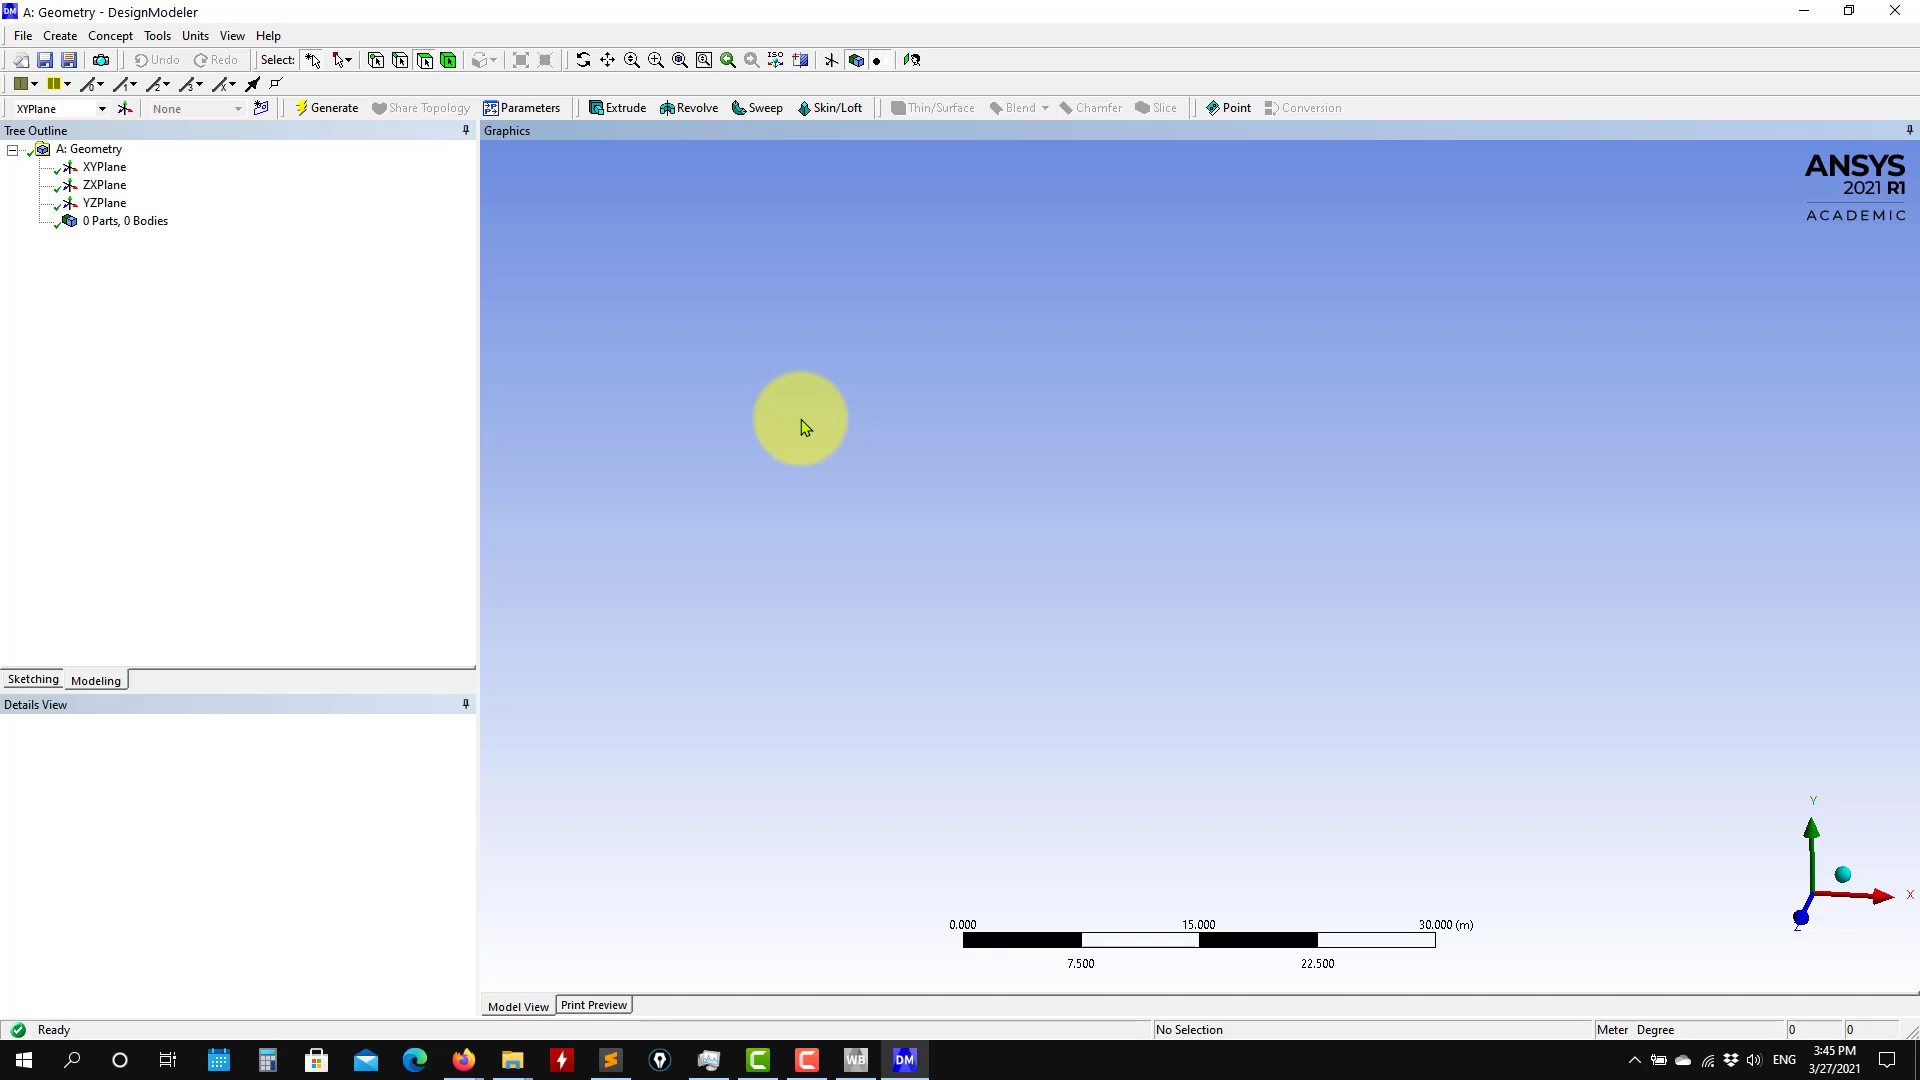 A: Geometry - DesignModeler
File Create Concept Tools Units View Help
Undo Redo Select: ISO
XYPlane None Generate Share Topology Parameters Extrude Revolve Sweep Skin/Loft Thin/Surface Blend Chamfer Slice Point Conversion
Tree Outline
A: Geometry
XYPlane
ZXPlane
YZPlane
0 Parts, 0 Bodies
Sketching Modeling
Details View
Graphics
ANSYS
2021 R1
ACADEMIC
Y
X
Z
0.000 15.000 30.000 (m)
7.500 22.500
Model View Print Preview
Ready No Selection Meter Degree 0 0
WB DM ENG
3:45 PM
3/27/2021